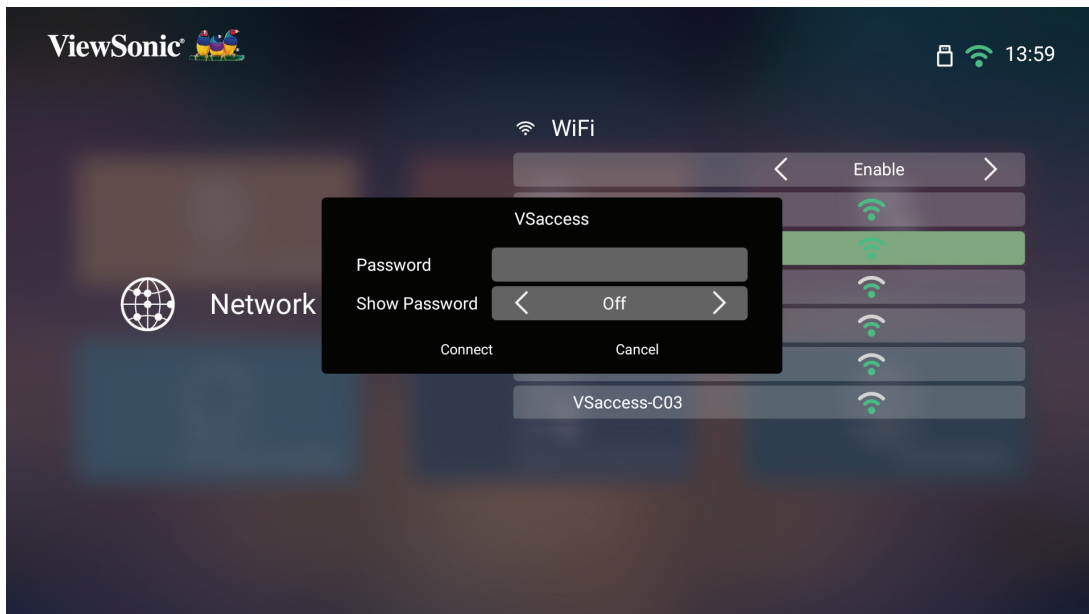 ViewSonic®
13:59
WiFi
Enable
VSaccess
Password
Network
Show Password
Off
Connect
Cancel
VSaccess-C03